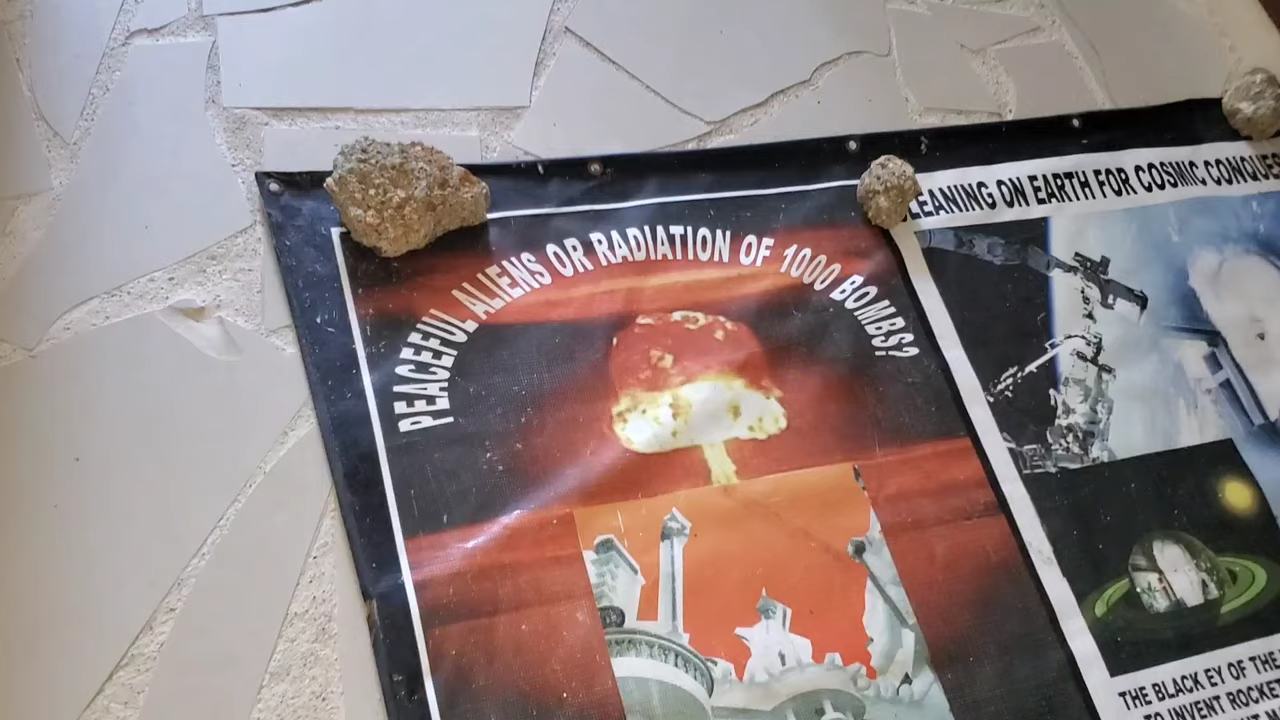 PEACEFUL ALIENS OR RADIATION OF 1000 BOMBS?
LEANING ON EARTH FOR COSMIC CONQUES
THE BLACK EY OF THE
TO INVENT ROCKET